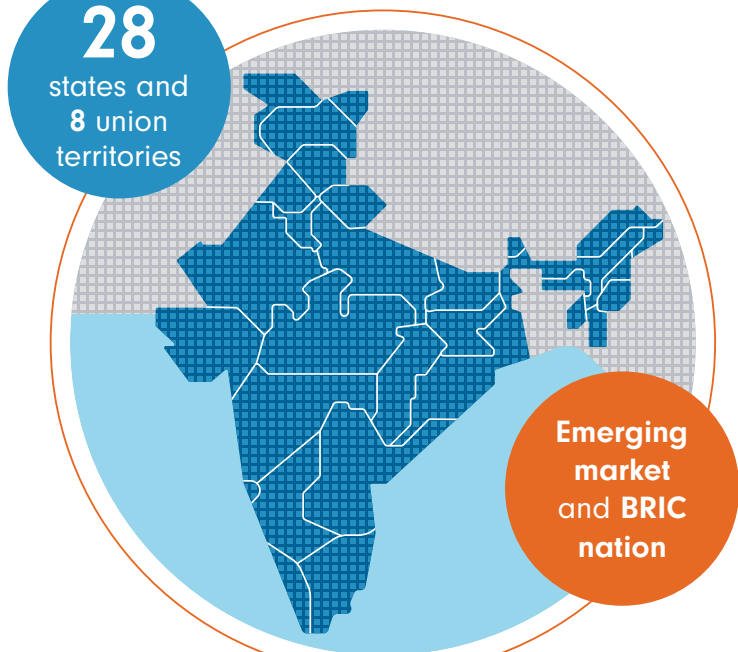 28
states and
8 union
territories
Emerging
market
and BRIC
nation